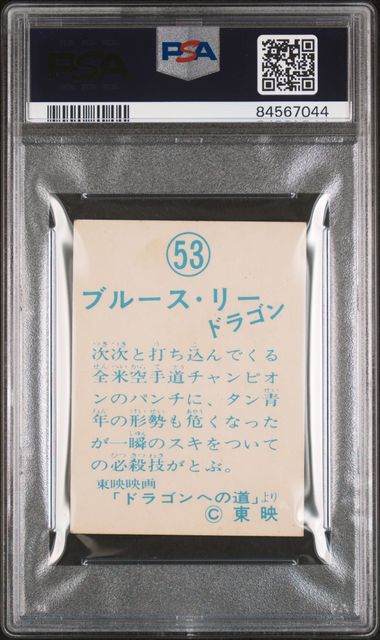 PSA
PSA
84567044
53
ブルース・リー
ドラゴン
次次と打ち込んでくる
全米空手道チャンピオ
ンのパンチに、タン青
年の形勢も危くなった
が一瞬のスキをついて
の必殺技がとぶ。
東映映画
「ドラゴンへの道」より
© 東映